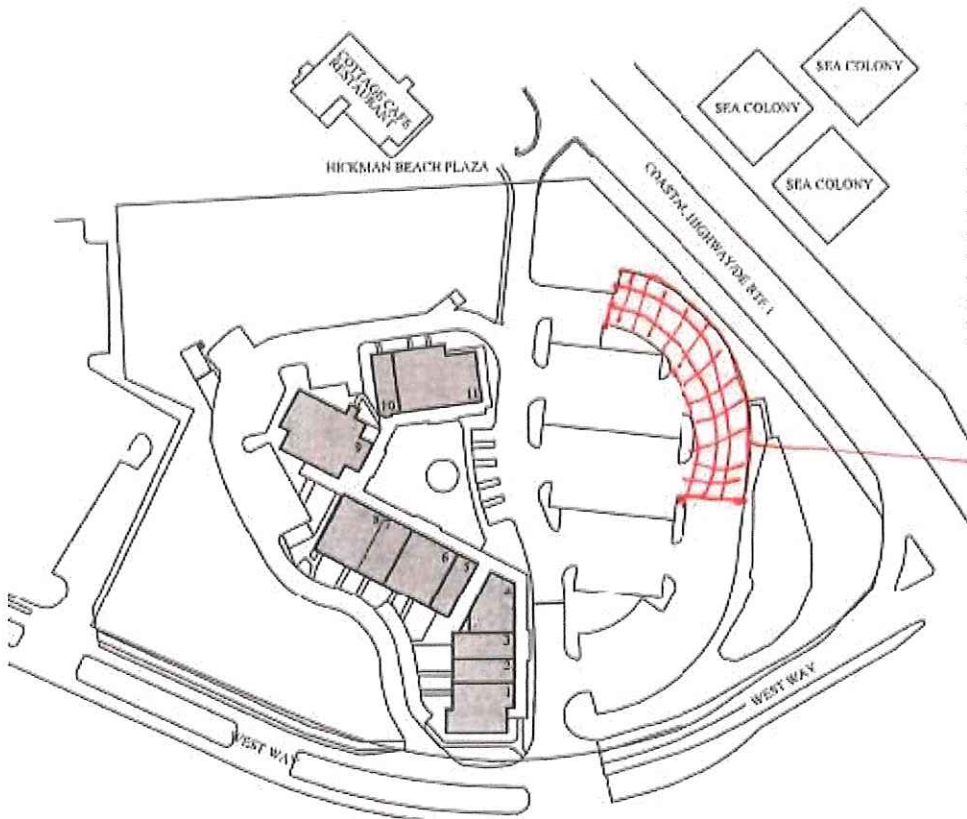 COTTAGE CAFE
RESTAURANT
HICKMAN BEACH PLAZA
SEA COLONY
SEA COLONY
SEA COLONY
COASTAL HIGHWAY/DE RTE 1
10
11
9
8/7
6
5
4
3
2
1
WEST WAY
WEST WAY